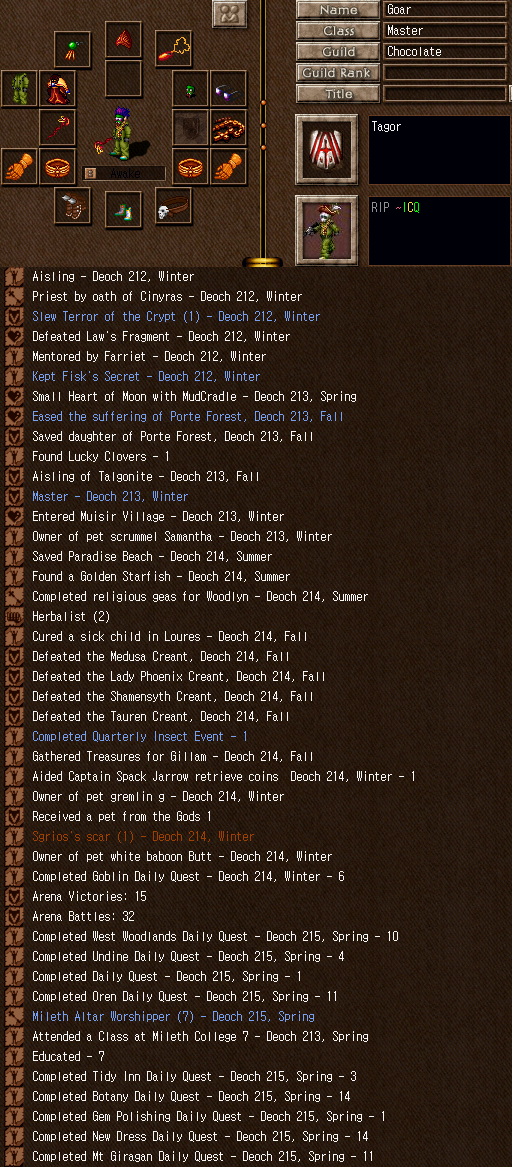 Name Goar
Class Master
Guild Chocolate
Guild Rank
Title
Tagor
Awake
RIP ~ICQ
Aisling - Deoch 212, Winter
Priest by oath of Cinyras - Deoch 212, Winter
Slew Terror of the Crypt (1) - Deoch 212, Winter
Defeated Law's Fragment - Deoch 212, Winter
Mentored by Farriet - Deoch 212, Winter
Kept Fisk's Secret - Deoch 212, Winter
Small Heart of Moon with MudCradle - Deoch 213, Spring
Eased the suffering of Porte Forest, Deoch 213, Fall
Saved daughter of Porte Forest, Deoch 213, Fall
Found Lucky Clovers - 1
Aisling of Talgonite - Deoch 213, Fall
Master - Deoch 213, Winter
Entered Muisir Village - Deoch 213, Winter
Owner of pet scrummel Samantha - Deoch 213, Winter
Saved Paradise Beach - Deoch 214, Summer
Found a Golden Starfish - Deoch 214, Summer
Completed religious geas for Woodlyn - Deoch 214, Summer
Herbalist (2)
Cured a sick child in Loures - Deoch 214, Fall
Defeated the Medusa Creant, Deoch 214, Fall
Defeated the Lady Phoenix Creant, Deoch 214, Fall
Defeated the Shamensyth Creant, Deoch 214, Fall
Defeated the Tauren Creant, Deoch 214, Fall
Completed Quarterly Insect Event - 1
Gathered Treasures for Gillam - Deoch 214, Fall
Aided Captain Spack Jarrow retrieve coins  Deoch 214, Winter - 1
Owner of pet gremlin g - Deoch 214, Winter
Received a pet from the Gods 1
Sgrios's scar (1) - Deoch 214, Winter
Owner of pet white baboon Butt - Deoch 214, Winter
Completed Goblin Daily Quest - Deoch 214, Winter - 6
Arena Victories: 15
Arena Battles: 32
Completed West Woodlands Daily Quest - Deoch 215, Spring - 10
Completed Undine Daily Quest - Deoch 215, Spring - 4
Completed Daily Quest - Deoch 215, Spring - 1
Completed Oren Daily Quest - Deoch 215, Spring - 11
Mileth Altar Worshipper (7) - Deoch 215, Spring
Attended a Class at Mileth College 7 - Deoch 213, Spring
Educated - 7
Completed Tidy Inn Daily Quest - Deoch 215, Spring - 3
Completed Botany Daily Quest - Deoch 215, Spring - 14
Completed Gem Polishing Daily Quest - Deoch 215, Spring - 1
Completed New Dress Daily Quest - Deoch 215, Spring - 14
Completed Mt Giragan Daily Quest - Deoch 215, Spring - 11